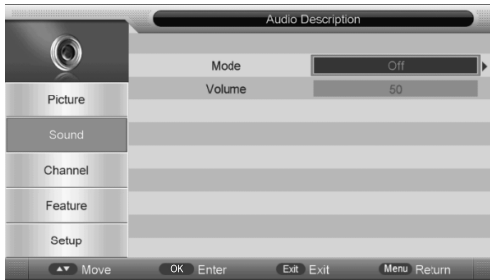 Audio Description
Mode Off
Volume 50
Picture
Sound
Channel
Feature
Setup
Move OK Enter Exit Exit Menu Return